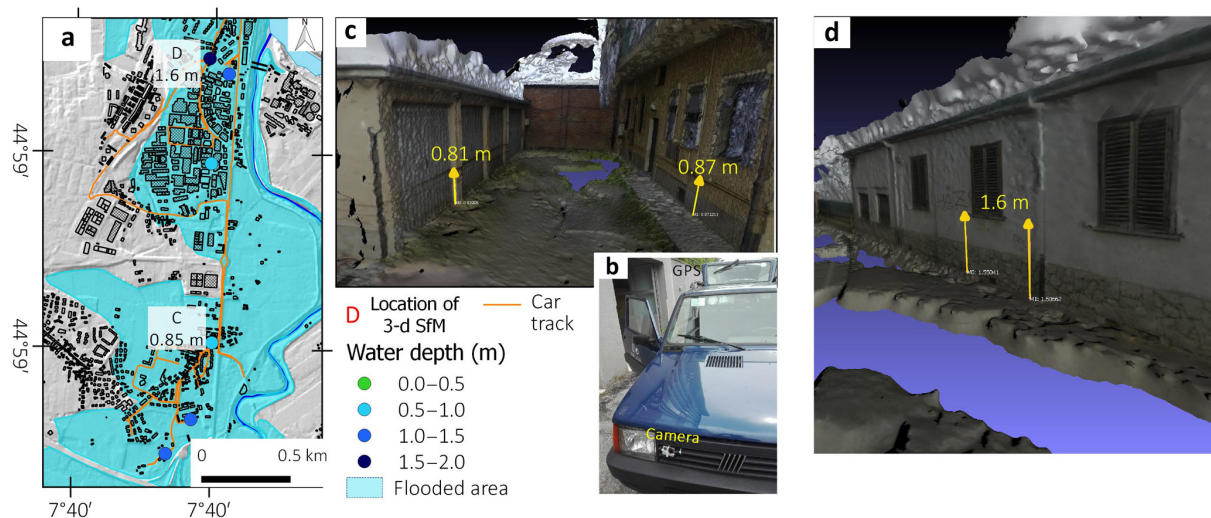 a
N
D
1.6 m
44°59′
C
0.85 m
44°59′
0
0.5 km
7°40′
7°40′
c
0.81 m
0.87 m
D Location of
3-d SfM
Car
track
Water depth (m)
0.0–0.5
0.5–1.0
1.0–1.5
1.5–2.0
Flooded area
b
GPS
Camera
d
1.6 m